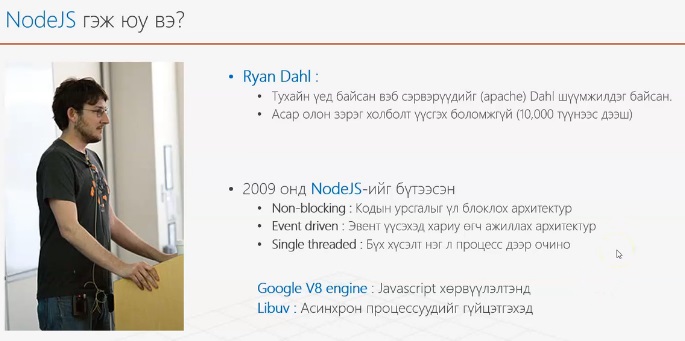 NodeJS гэж юу вэ?
Ryan Dahl :
Тухайн үед байсан вэб сэрвэрүүдийг (apache) Dahl шүүмжилдэг байсан.
Асар олон зэрэг холболт үүсгэх боломжгүй (10,000 түүнээс дээш)
2009 онд NodeJS-ийг бүтээсэн
Non-blocking : Кодын урсгалыг үл блоклох архитектур
Event driven : Эвент үүсэхэд хариу өгч ажиллах архитектур
Single threaded : Бүх хүсэлт нэг л процесс дээр очино
Google V8 engine : Javascript хөрвүүлэлтэнд
Libuv : Асинхрон процессуудийг гүйцэтгэхэд